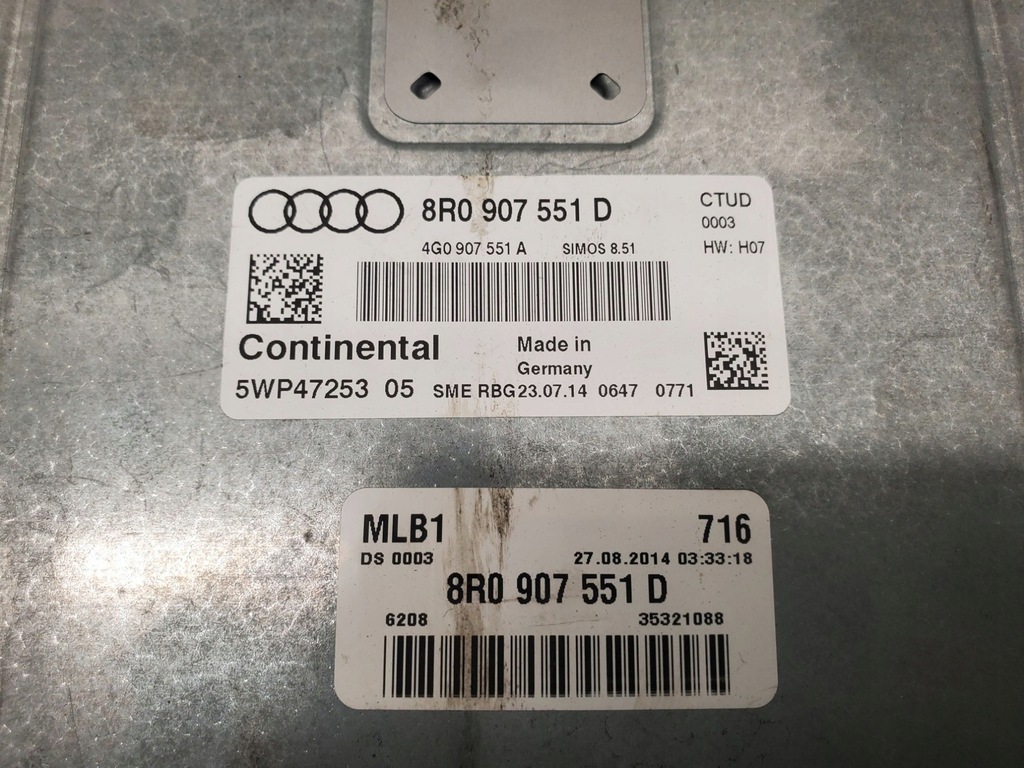 8R0 907 551 D CTUD
0003
4G0 907 551 A SIMOS 8.51 HW: H07
Continental Made in
Germany
5WP47253 05 SME RBG23.07.14 0647 0771
MLB1 716
DS 0003 27.08.2014 03:33:18
8R0 907 551 D
6208 35321088